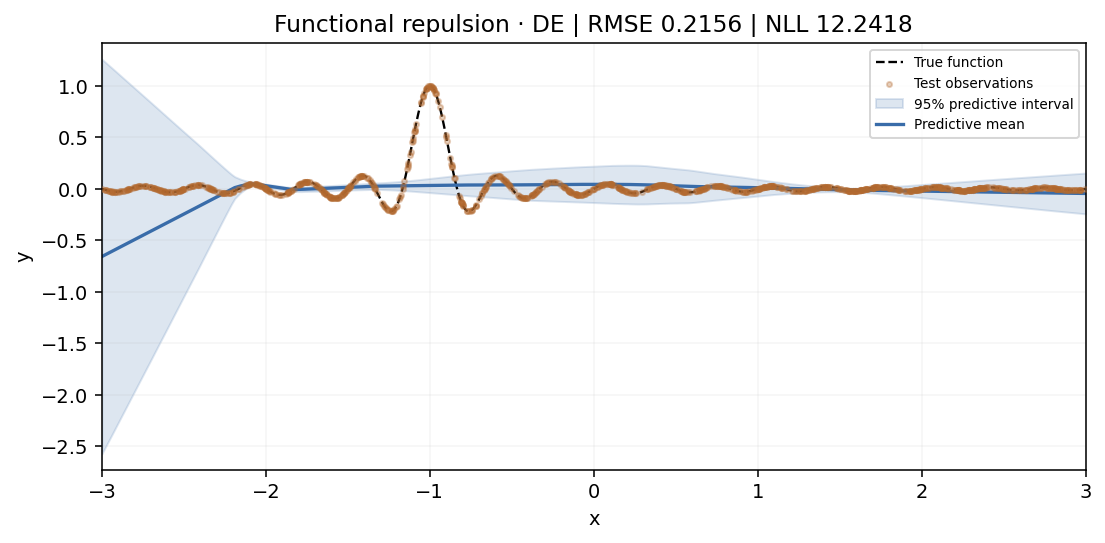 Functional repulsion · DE | RMSE 0.2156 | NLL 12.2418
True function
Test observations
95% predictive interval
Predictive mean
1.0
0.5
0.0
−0.5
−1.0
−1.5
−2.0
−2.5
y
−3 −2 −1 0 1 2 3
x